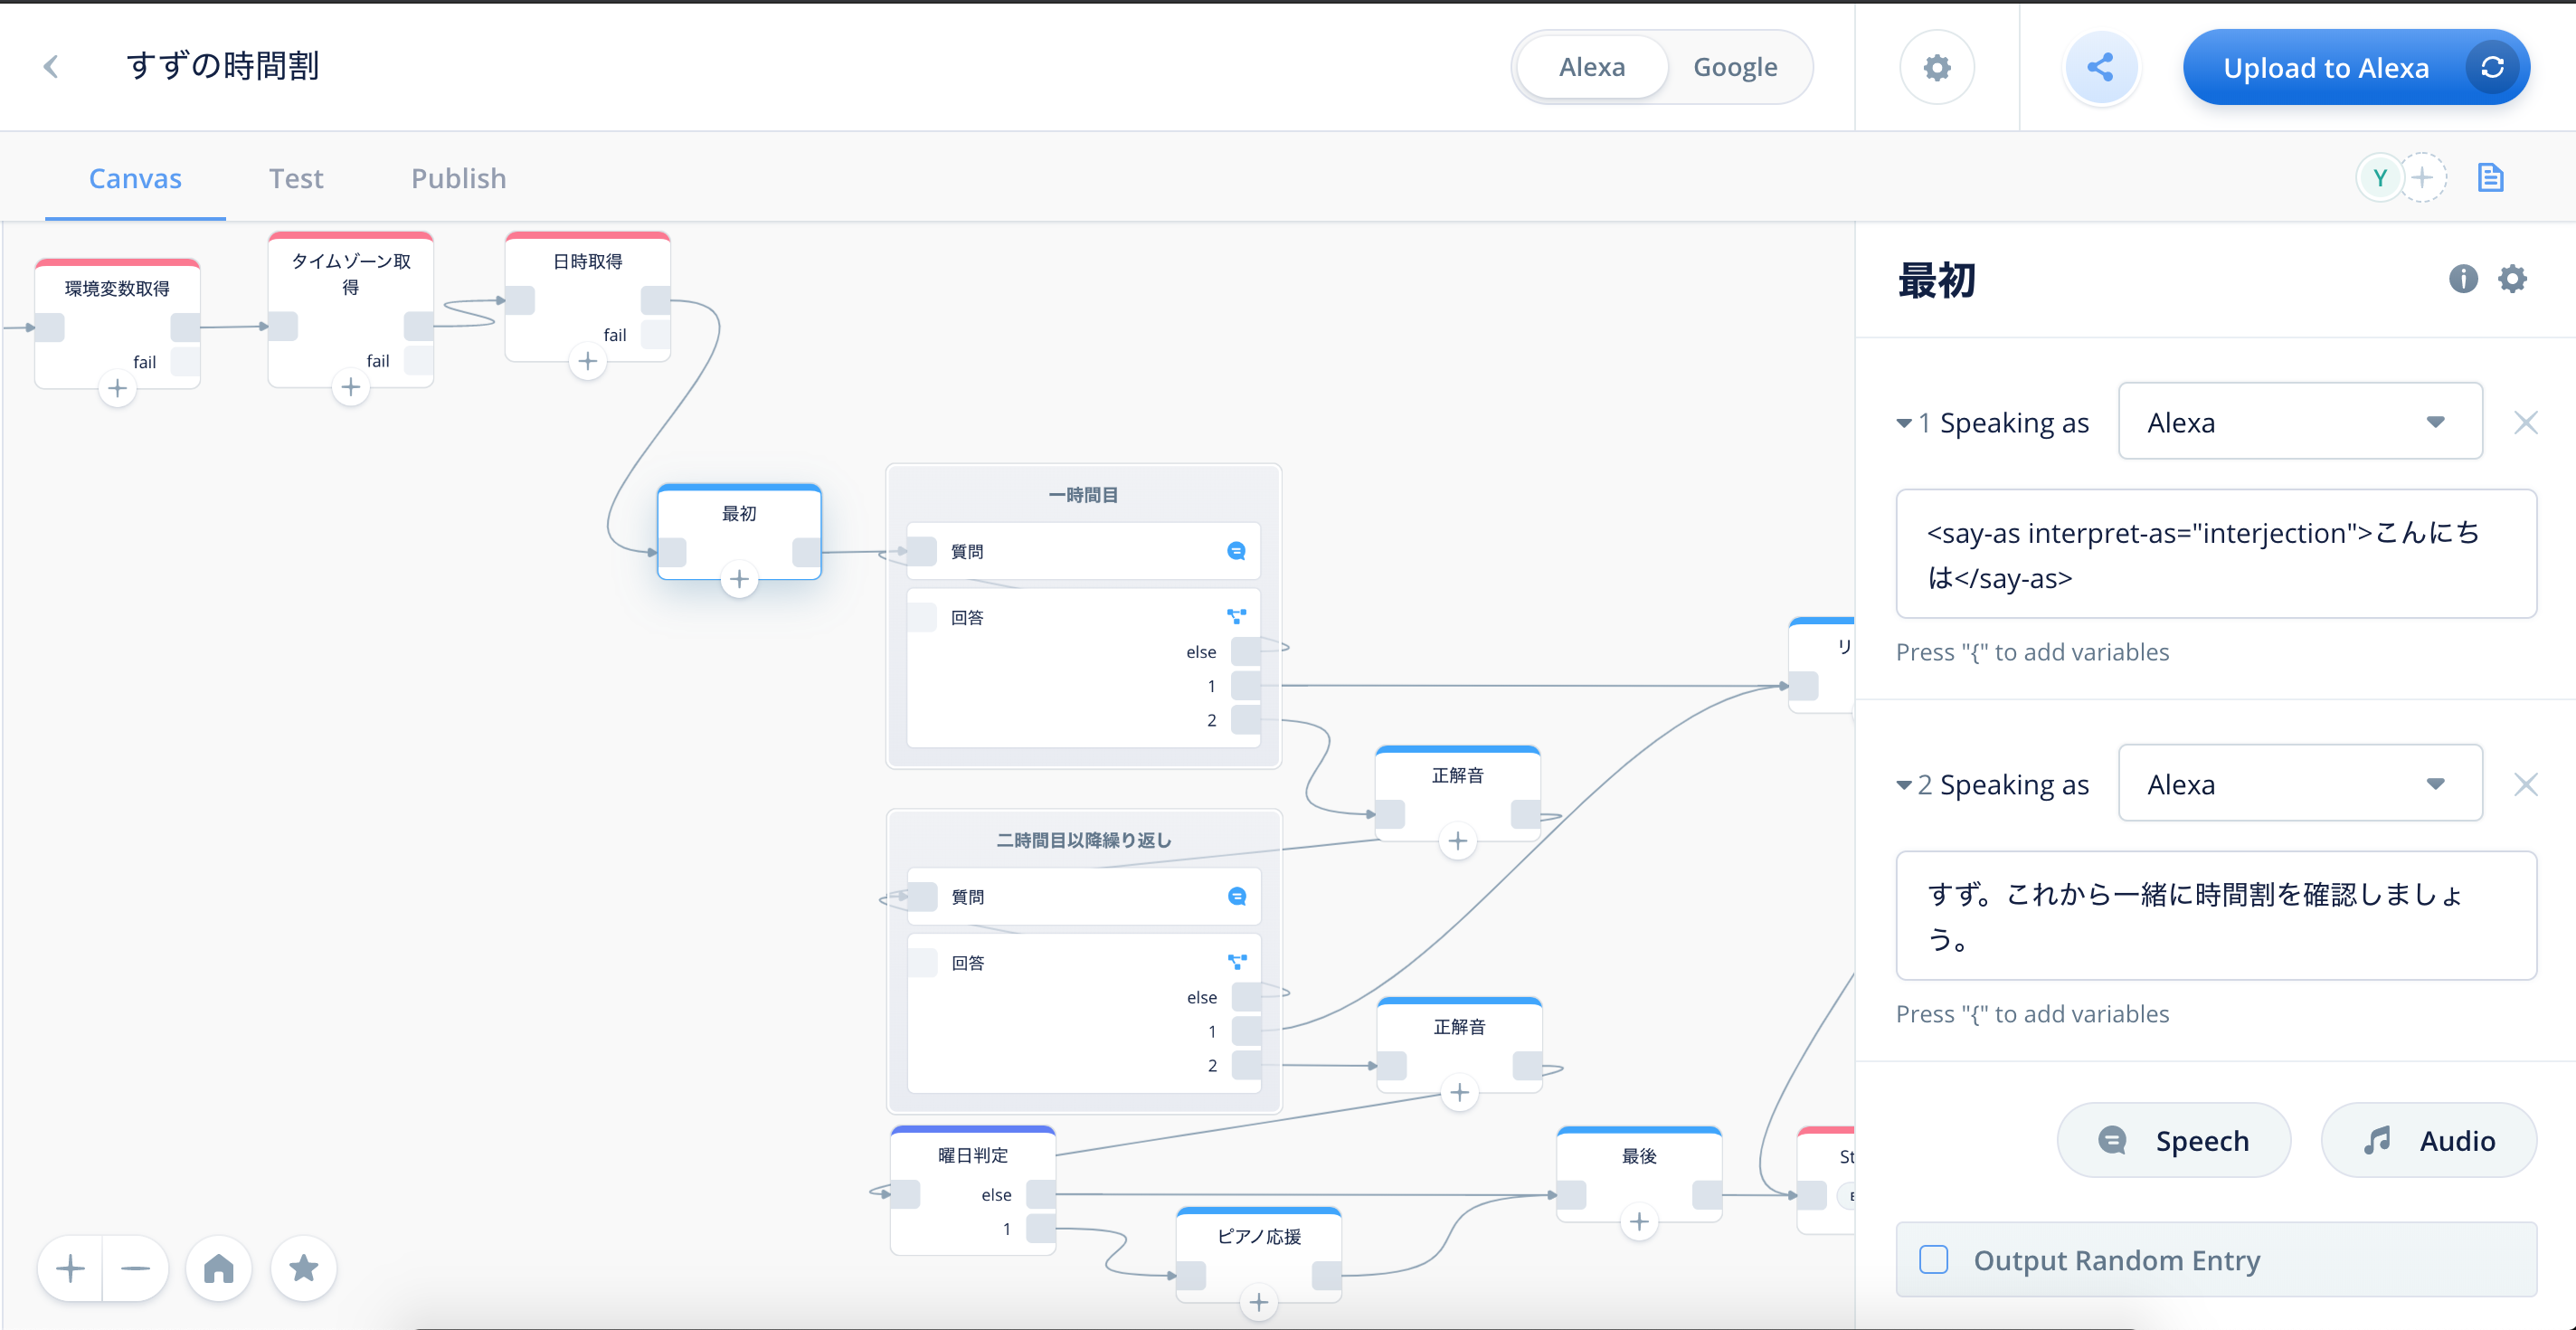 すずの時間割
Alexa
Google
Upload to Alexa
Canvas
Test
Publish
Y
環境変数取得
fail
タイムゾーン取
得
fail
日時取得
fail
最初
一時間目
質問
回答
else
1
2
二時間目以降繰り返し
質問
回答
else
1
2
正解音
正解音
リ
曜日判定
else
1
ピアノ応援
最後
St
E
最初
1 Speaking as
Alexa
<say-as interpret-as="interjection">こんにち
は</say-as>
Press "{" to add variables
2 Speaking as
Alexa
すず。これから一緒に時間割を確認しましょ
う。
Press "{" to add variables
Speech
Audio
Output Random Entry